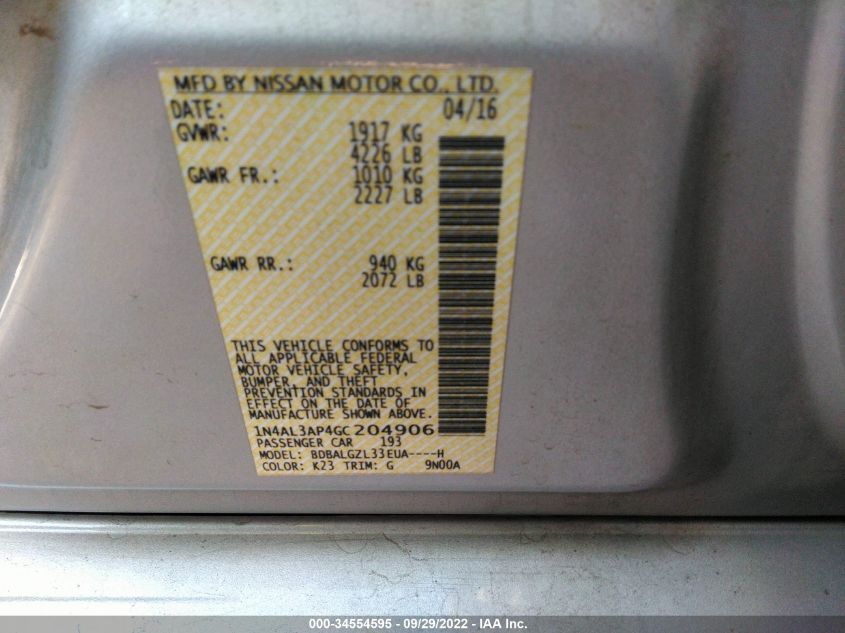 MFD BY NISSAN MOTOR CO., LTD.
DATE: 04/16
GVWR: 1917 KG
4226 LB
GAWR FR.: 1010 KG
2227 LB
GAWR RR.: 940 KG
2072 LB
THIS VEHICLE CONFORMS TO
ALL APPLICABLE FEDERAL
MOTOR VEHICLE SAFETY,
BUMPER, AND THEFT
PREVENTION STANDARDS IN
EFFECT ON THE DATE OF
MANUFACTURE SHOWN ABOVE.
1N4AL3AP4GC204906
PASSENGER CAR 193
MODEL: BDBALGZL33EUA----H
COLOR: K23 TRIM: G 9N00A
000-34554595 - 09/29/2022 - IAA Inc.